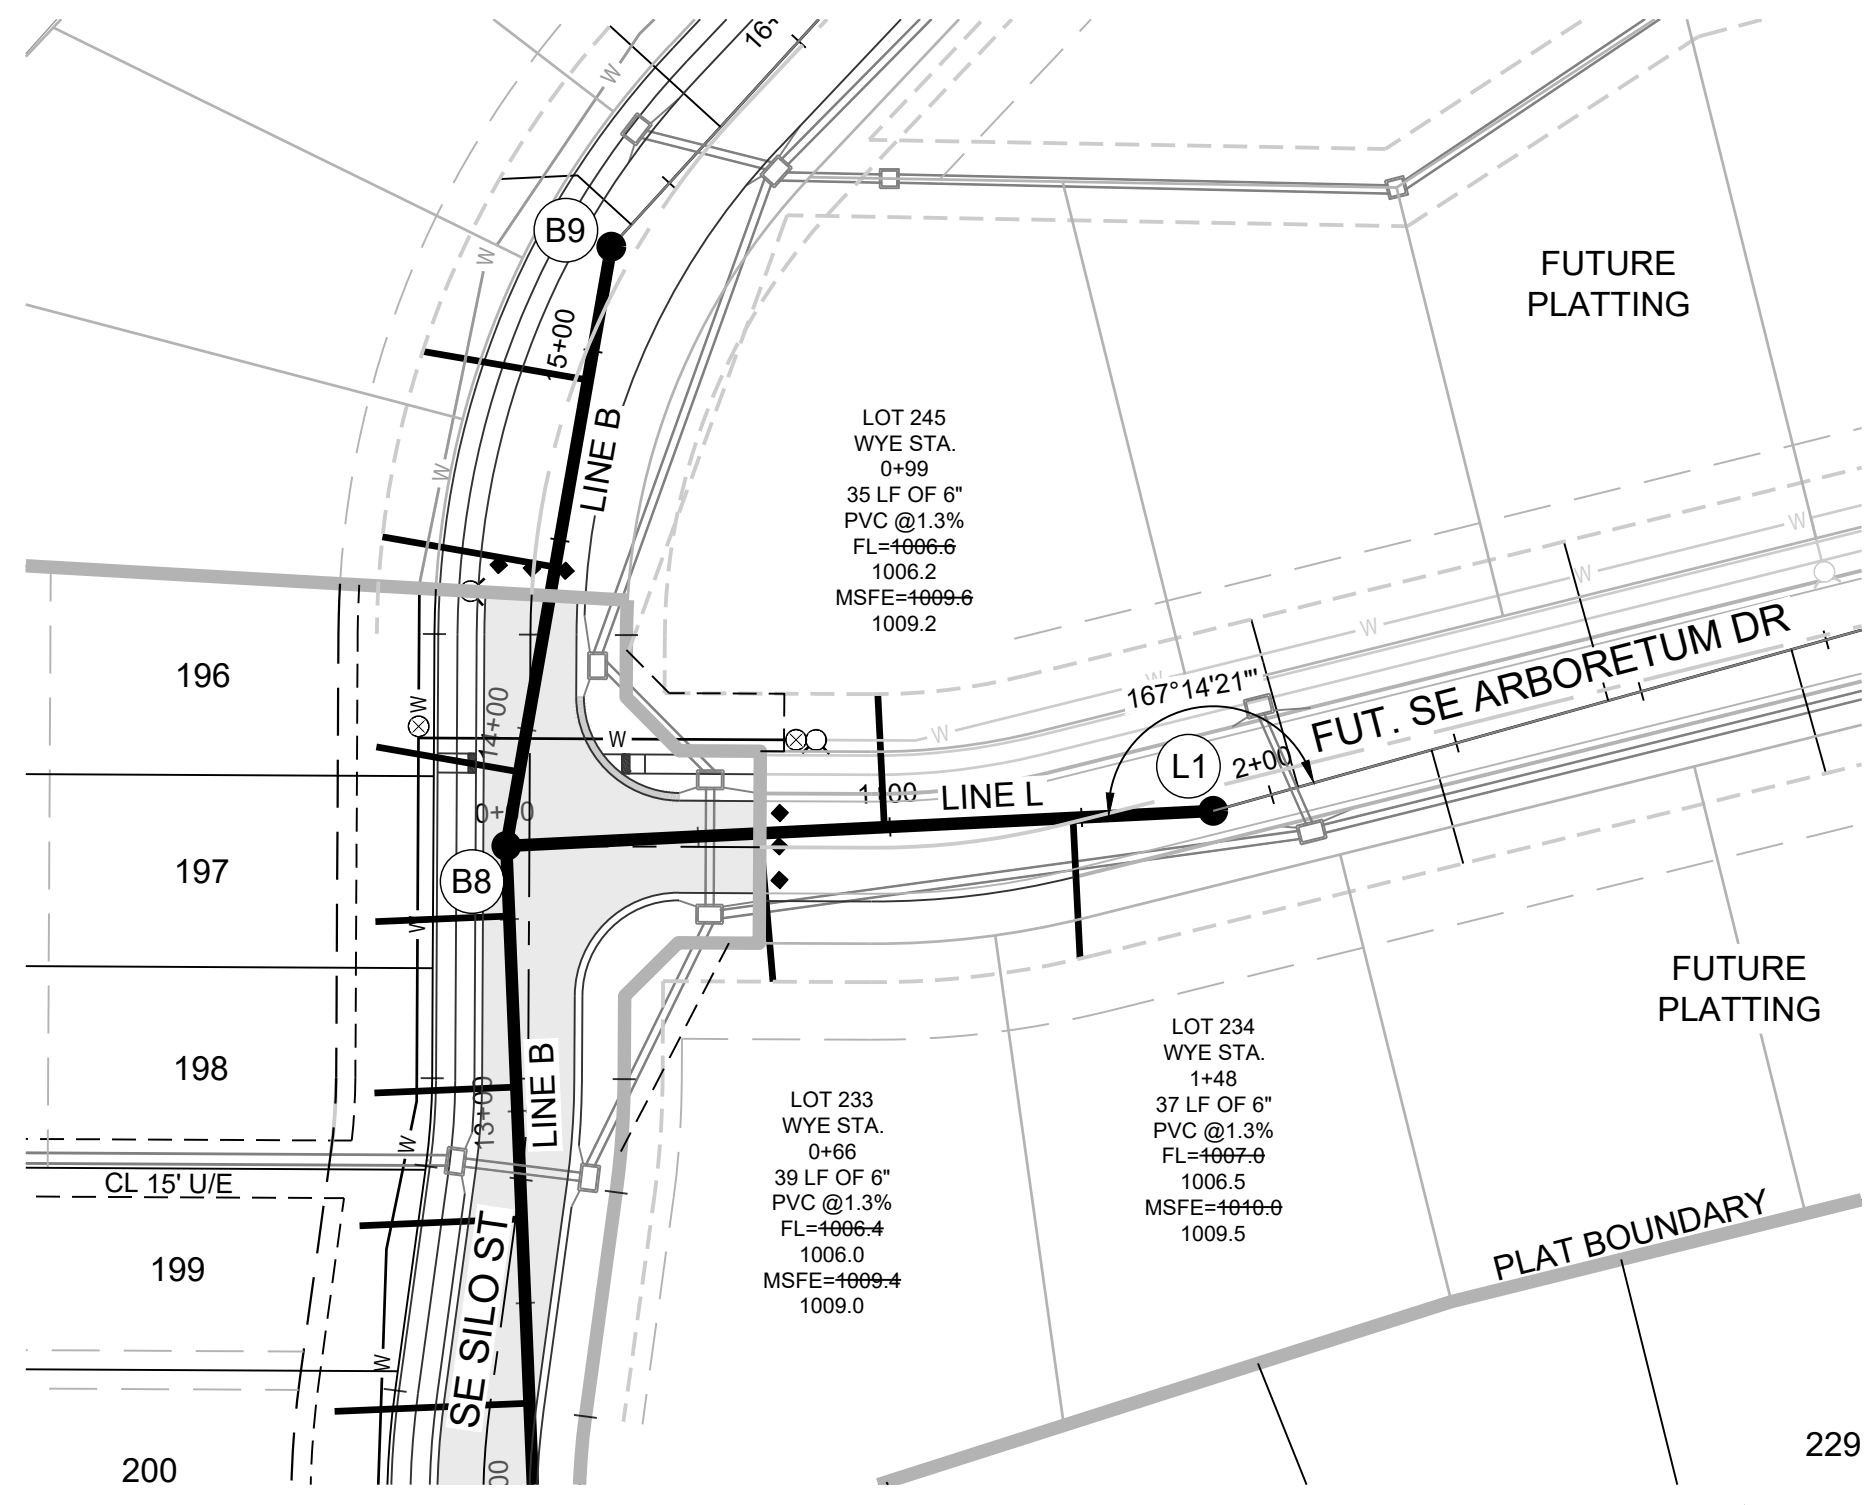 16+
W
W
B9
FUTURE
PLATTING
5+00
LINE B
W
LOT 245
WYE STA.
0+99
35 LF OF 6"
PVC @1.3%
FL=1006.6
1006.2
MSFE=1009.6
1009.2
W
W
W
W
196
W
14+00
W
W
167°14'21"'
FUT. SE ARBORETUM DR
L1
2+00
LINE L
197
B8
W
FUTURE
PLATTING
198
LINE B
13+00
W
CL 15' U/E
LOT 233
WYE STA.
0+66
39 LF OF 6"
PVC @1.3%
FL=1006.4
1006.0
MSFE=1009.4
1009.0
LOT 234
WYE STA.
1+48
37 LF OF 6"
PVC @1.3%
FL=1007.0
1006.5
MSFE=1010.0
1009.5
PLAT BOUNDARY
199
SE SILO ST
W
200
00
229